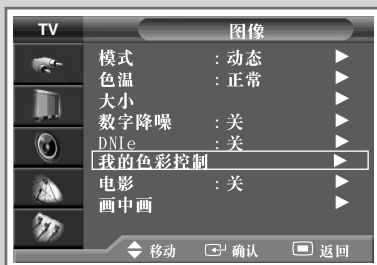 TV 图像
模式 : 动态
色温 : 正常
大小
数字降噪 : 关
DNIe : 关
我的色彩控制
电影 : 关
画中画
移动 确认 返回